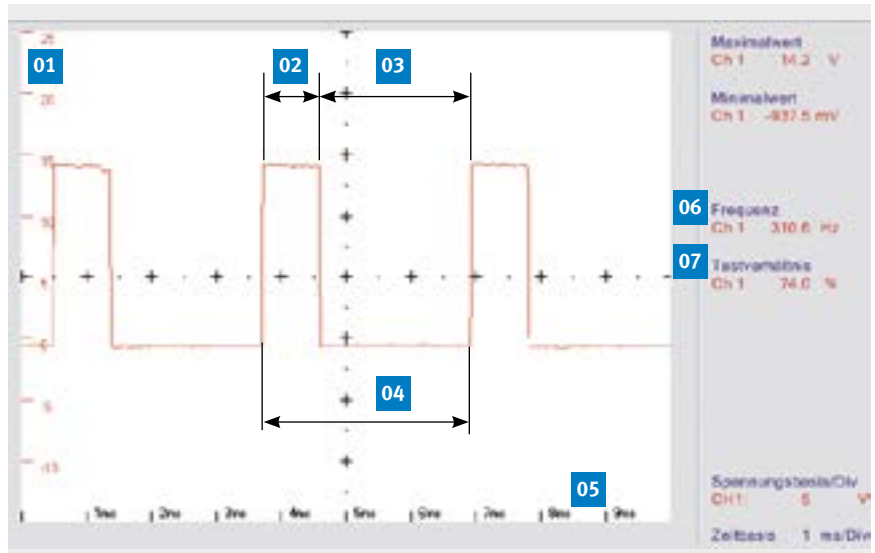 25
01
02
03
20
15
10
5
0
-5
-10
04
05
1ms
2ms
3ms
4ms
5ms
6ms
7ms
8ms
9ms
Maximalwert
Ch 1 14.2 V
Minimalwert
Ch 1 -937.5 mV
06
Frequenz
Ch 1 310.6 Hz
07
Tastverhältnis
Ch 1 74.0 %
Spannungsbasis/Div
CH1: 5 V
Zeitbasis 1 ms/Div